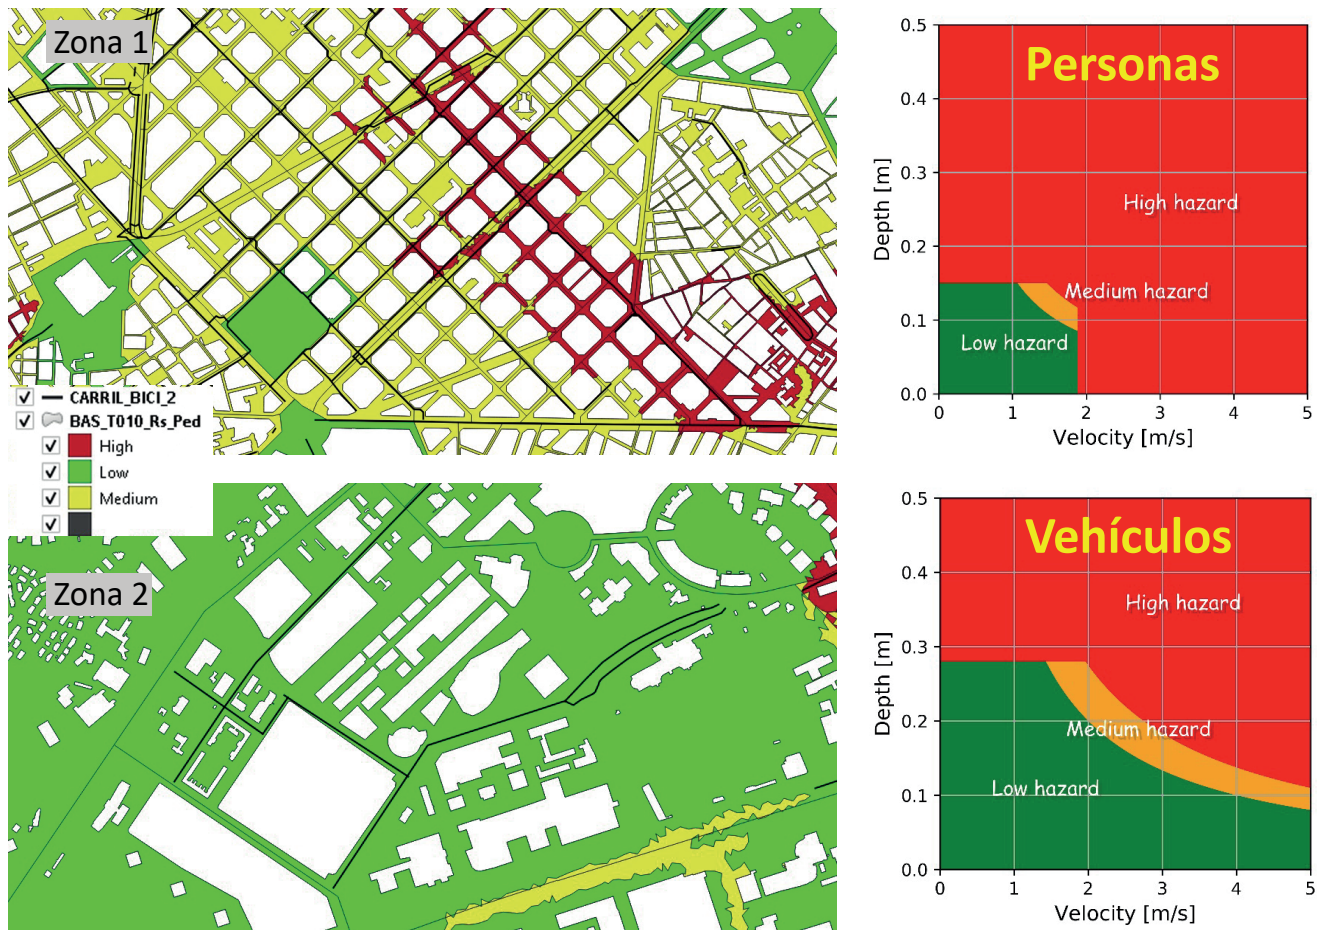 Zona 1
CARRIL_BICI_2
BAS_T010_Rs_Ped
High
Low
Medium
Zona 2
Personas
0.5
0.4
0.3
0.2
0.1
0.0
Depth [m]
High hazard
Medium hazard
Low hazard
0 1 2 3 4 5
Velocity [m/s]
Vehículos
0.5
0.4
0.3
0.2
0.1
0.0
Depth [m]
High hazard
Medium hazard
Low hazard
0 1 2 3 4 5
Velocity [m/s]